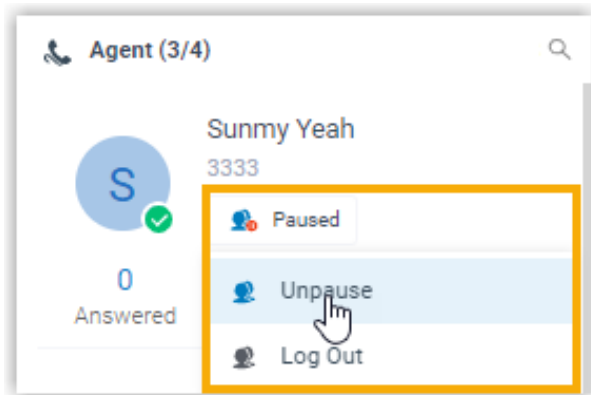 Agent (3/4)
Sunmy Yeah
3333
S
Paused
0
Unpause
Answered
Log Out